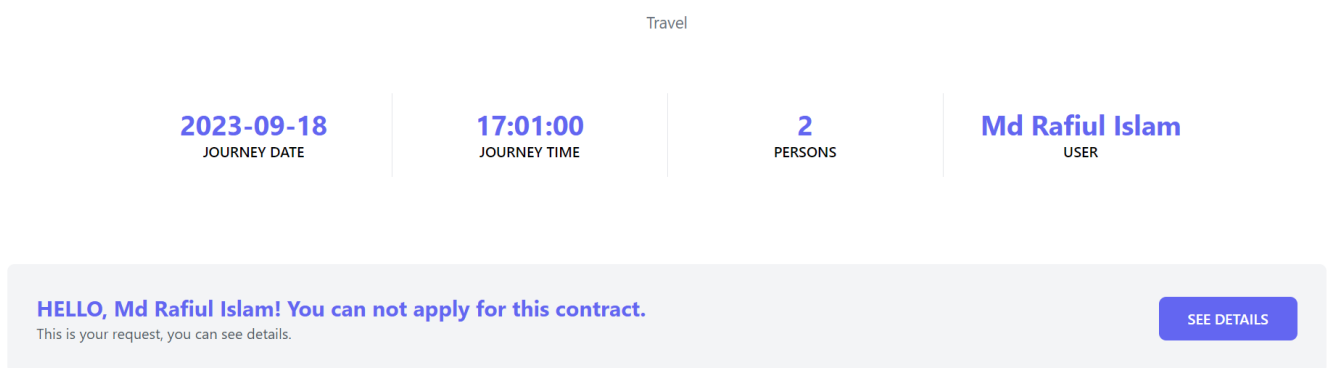 Travel
2023-09-18
JOURNEY DATE
17:01:00
JOURNEY TIME
2
PERSONS
Md Rafiul Islam
USER
HELLO, Md Rafiul Islam! You can not apply for this contract.
This is your request, you can see details.
SEE DETAILS